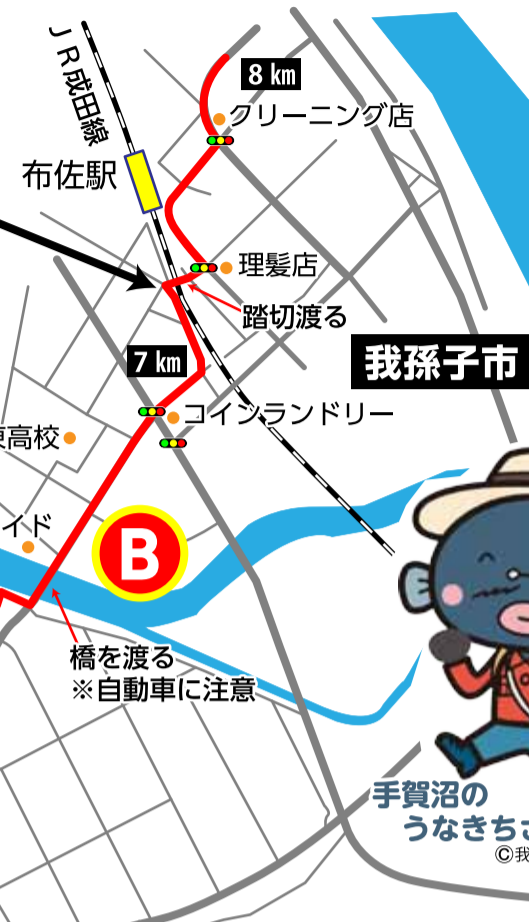 8 km
JR成田線
クリーニング店
布佐駅
理髪店
踏切渡る
我孫子市
7 km
コインランドリー
東高校
イド
B
橋を渡る
※自動車に注意
手賀沼の
うなきちさ
©我